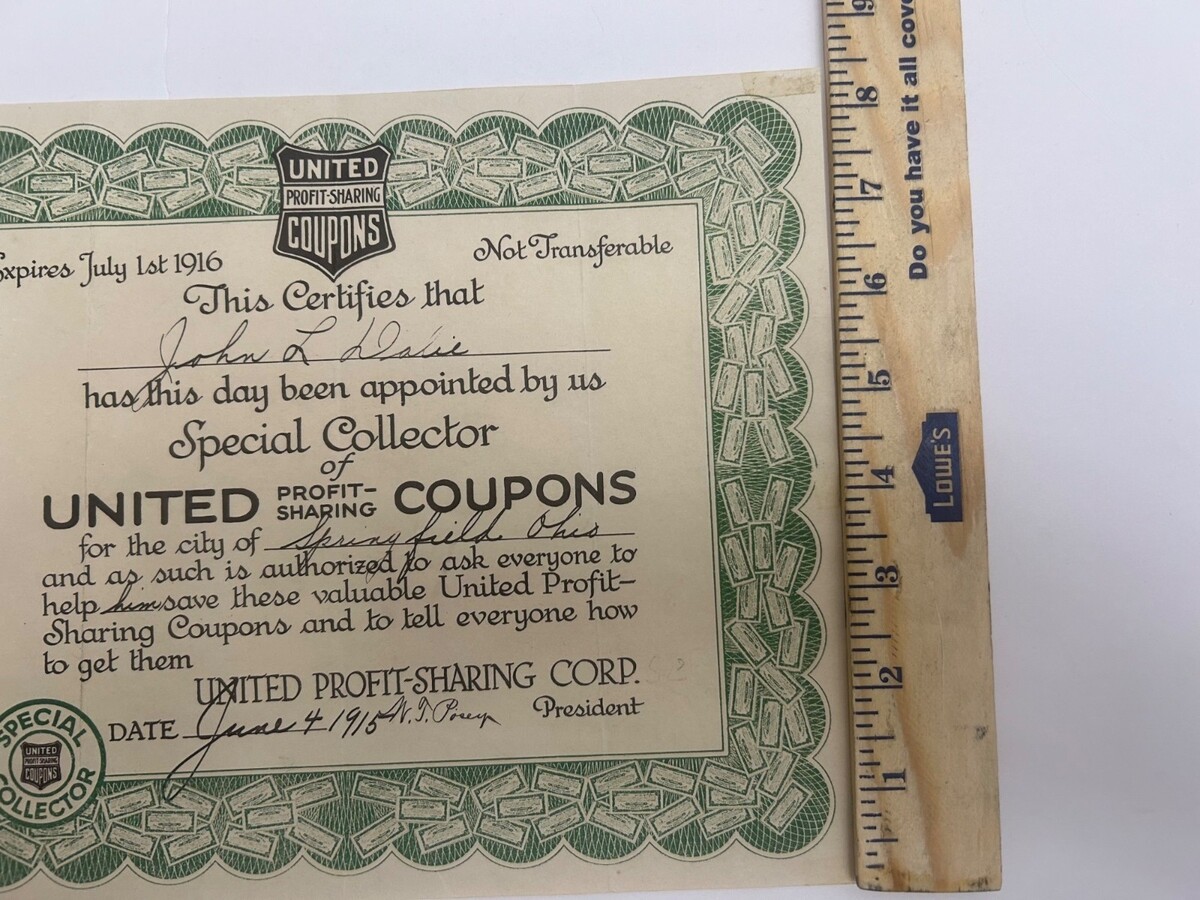 UNITED
PROFIT-SHARING
COUPONS
Expires July 1st 1916
Not Transferable
This Certifies that
John L
has this day been appointed by us
Special Collector
of
UNITED PROFIT-SHARING COUPONS
for the city of Springfield Ohio
and as such is authorized to ask everyone to
help him save these valuable United Profit-
Sharing Coupons and to tell everyone how
to get them
UNITED PROFIT-SHARING CORP.
DATE June 4 1915 W. T. Posey President
SPECIAL
UNITED
PROFIT-SHARING
COUPONS
COLLECTOR
9
8
7
6
5
4
3
2
1
Do you have it all cove
LOWE'S